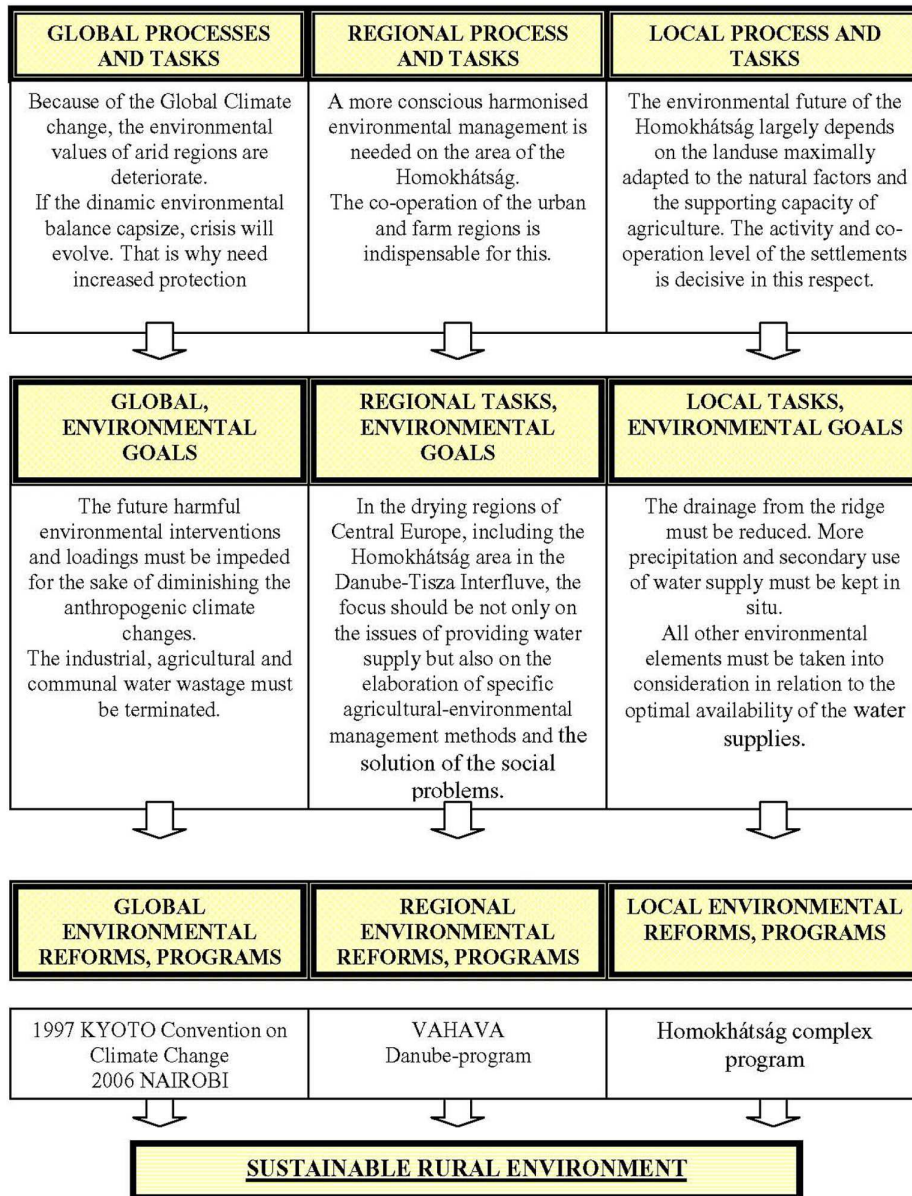 GLOBAL PROCESSES
AND TASKS
REGIONAL PROCESS
AND TASKS
LOCAL PROCESS AND
TASKS
Because of the Global Climate
change, the environmental
values of arid regions are
deteriorate.
If the dinamic environmental
balance capsize, crisis will
evolve. That is why need
increased protection
A more conscious harmonised
environmental management is
needed on the area of the
Homokhátság.
The co-operation of the urban
and farm regions is
indispensable for this.
The environmental future of the
Homokhátság largely depends
on the landuse maximally
adapted to the natural factors and
the supporting capacity of
agriculture. The activity and co-
operation level of the settlements
is decisive in this respect.
GLOBAL,
ENVIRONMENTAL
GOALS
REGIONAL TASKS,
ENVIRONMENTAL
GOALS
LOCAL TASKS,
ENVIRONMENTAL GOALS
The future harmful
environmental interventions
and loadings must be impeded
for the sake of diminishing the
anthropogenic climate
changes.
The industrial, agricultural and
communal water wastage must
be terminated.
In the drying regions of
Central Europe, including the
Homokhátság area in the
Danube-Tisza Interfluve, the
focus should be not only on
the issues of providing water
supply but also on the
elaboration of specific
agricultural-environmental
management methods and the
solution of the social
problems.
The drainage from the ridge
must be reduced. More
precipitation and secondary use
of water supply must be kept in
situ.
All other environmental
elements must be taken into
consideration in relation to the
optimal availability of the water
supplies.
GLOBAL
ENVIRONMENTAL
REFORMS, PROGRAMS
REGIONAL
ENVIRONMENTAL
REFORMS, PROGRAMS
LOCAL ENVIRONMENTAL
REFORMS, PROGRAMS
1997 KYOTO Convention on
Climate Change
2006 NAIROBI
VAHAVA
Danube-program
Homokhátság complex
program
SUSTAINABLE RURAL ENVIRONMENT